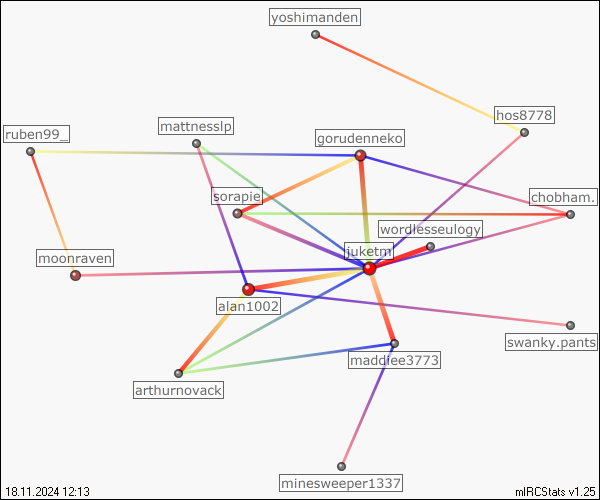 yoshimanden
hos8778
mattnesslp
ruben99_
gorudenneko
sorapie
chobham.
wordlesseulogy
juketm
moonraven
alan1002
swanky.pants
maddiee3773
arthurnovack
minesweeper1337
18.11.2024 12:13
mIRCStats v1.25